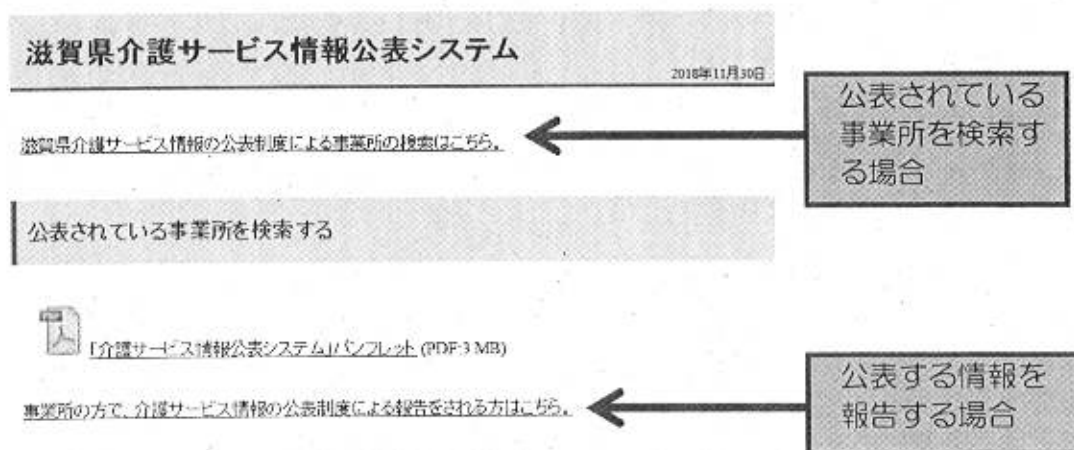 滋賀県介護サービス情報公表システム
2018年11月30日
滋賀県介護サービス情報の公表制度による事業所の検索はこちら。
公表されている
事業所を検索す
る場合
公表されている事業所を検索する
PDF
「介護サービス情報公表システム」パンフレット (PDF:3 MB)
事業所の方で、介護サービス情報の公表制度による報告をされる方はこちら。
公表する情報を
報告する場合